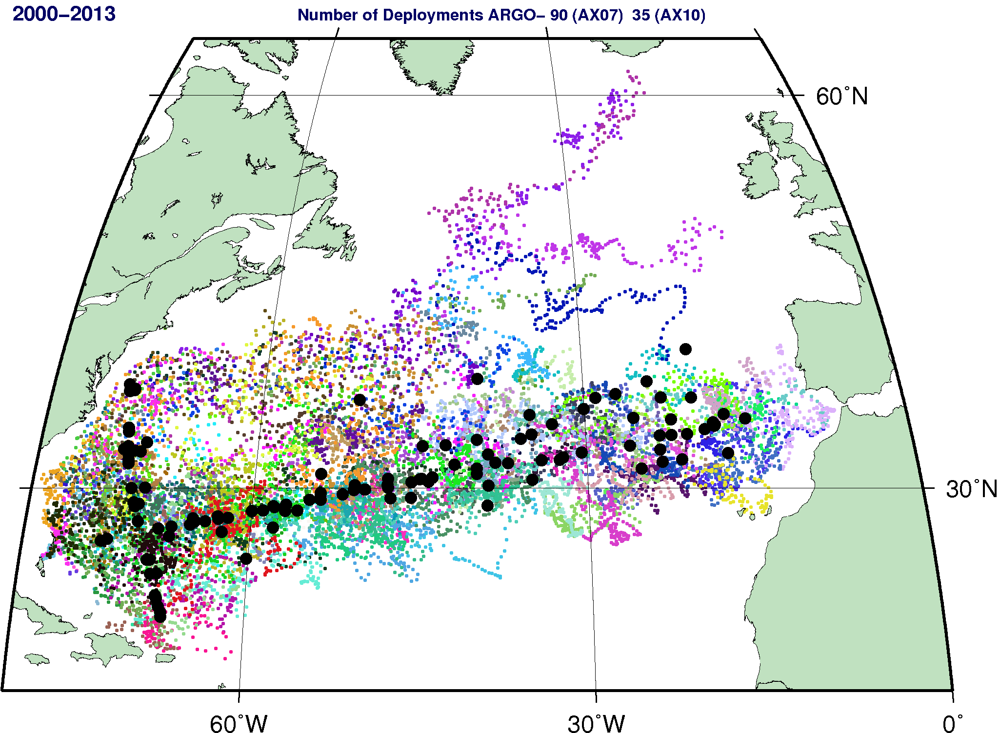 2000–2013
Number of Deployments ARGO– 90 (AX07) 35 (AX10)
60°N
30°N
60°W
30°W
0°